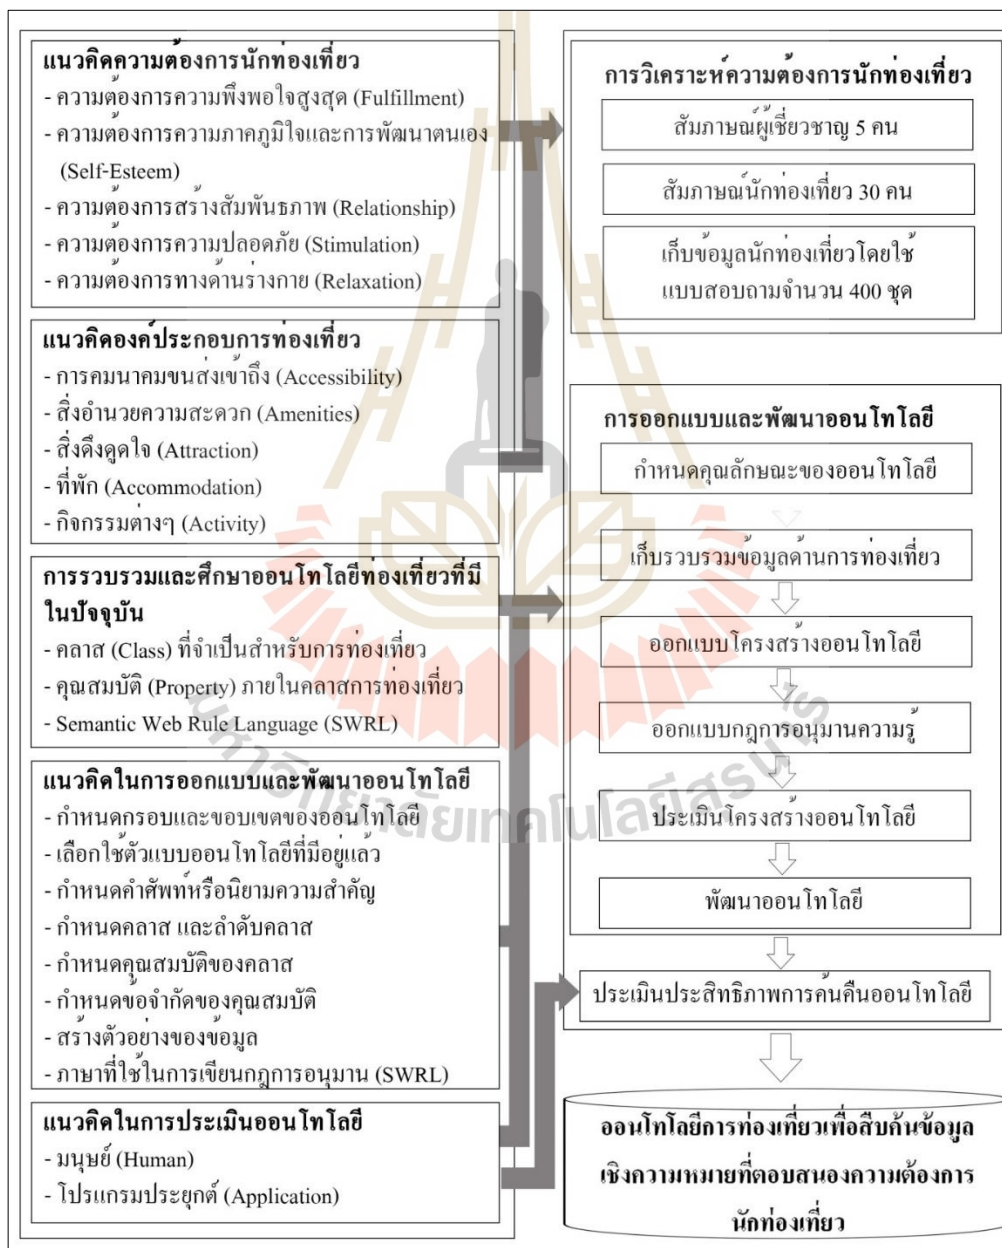 แนวคิดความต้องการนักท่องเที่ยว
- ความต้องการความพึงพอใจสูงสุด (Fulfillment)
- ความต้องการความภาคภูมิใจและการพัฒนาตนเอง
(Self-Esteem)
- ความต้องการสร้างสัมพันธภาพ (Relationship)
- ความต้องการความปลอดภัย (Stimulation)
- ความต้องการทางด้านร่างกาย (Relaxation)
แนวคิดองค์ประกอบการท่องเที่ยว
- การคมนาคมขนส่งเข้าถึง (Accessibility)
- สิ่งอำนวยความสะดวก (Amenities)
- สิ่งดึงดูดใจ (Attraction)
- ที่พัก (Accommodation)
- กิจกรรมต่างๆ (Activity)
การรวบรวมและศึกษาออนโทโลยีท่องเที่ยวที่มี
ในปัจจุบัน
- คลาส (Class) ที่จำเป็นสำหรับการท่องเที่ยว
- คุณสมบัติ (Property) ภายในคลาสการท่องเที่ยว
- Semantic Web Rule Language (SWRL)
แนวคิดในการออกแบบและพัฒนาออนโทโลยี
- กำหนดกรอบและขอบเขตของออนโทโลยี
- เลือกใช้ตัวแบบออนโทโลยีที่มีอยู่แล้ว
- กำหนดคำศัพท์หรือนิยามความสำคัญ
- กำหนดคลาส และลำดับคลาส
- กำหนดคุณสมบัติของคลาส
- กำหนดข้อจำกัดของคุณสมบัติ
- สร้างตัวอย่างของข้อมูล
- ภาษาที่ใช้ในการเขียนกฎการอนุมาน (SWRL)
แนวคิดในการประเมินออนโทโลยี
- มนุษย์ (Human)
- โปรแกรมประยุกต์ (Application)
การวิเคราะห์ความต้องการนักท่องเที่ยว
สัมภาษณ์ผู้เชี่ยวชาญ 5 คน
สัมภาษณ์นักท่องเที่ยว 30 คน
เก็บข้อมูลนักท่องเที่ยวโดยใช้
แบบสอบถามจำนวน 400 ชุด
การออกแบบและพัฒนาออนโทโลยี
กำหนดคุณลักษณะของออนโทโลยี
เก็บรวบรวมข้อมูลด้านการท่องเที่ยว
ออกแบบโครงสร้างออนโทโลยี
ออกแบบกฎการอนุมานความรู้
ประเมินโครงสร้างออนโทโลยี
พัฒนาออนโทโลยี
ประเมินประสิทธิภาพการค้นคืนออนโทโลยี
ออนโทโลยีการท่องเที่ยวเพื่อสืบค้นข้อมูล
เชิงความหมายที่ตอบสนองความต้องการ
นักท่องเที่ยว
มหาวิทยาลัยเทคโนโลยีสุรนารี